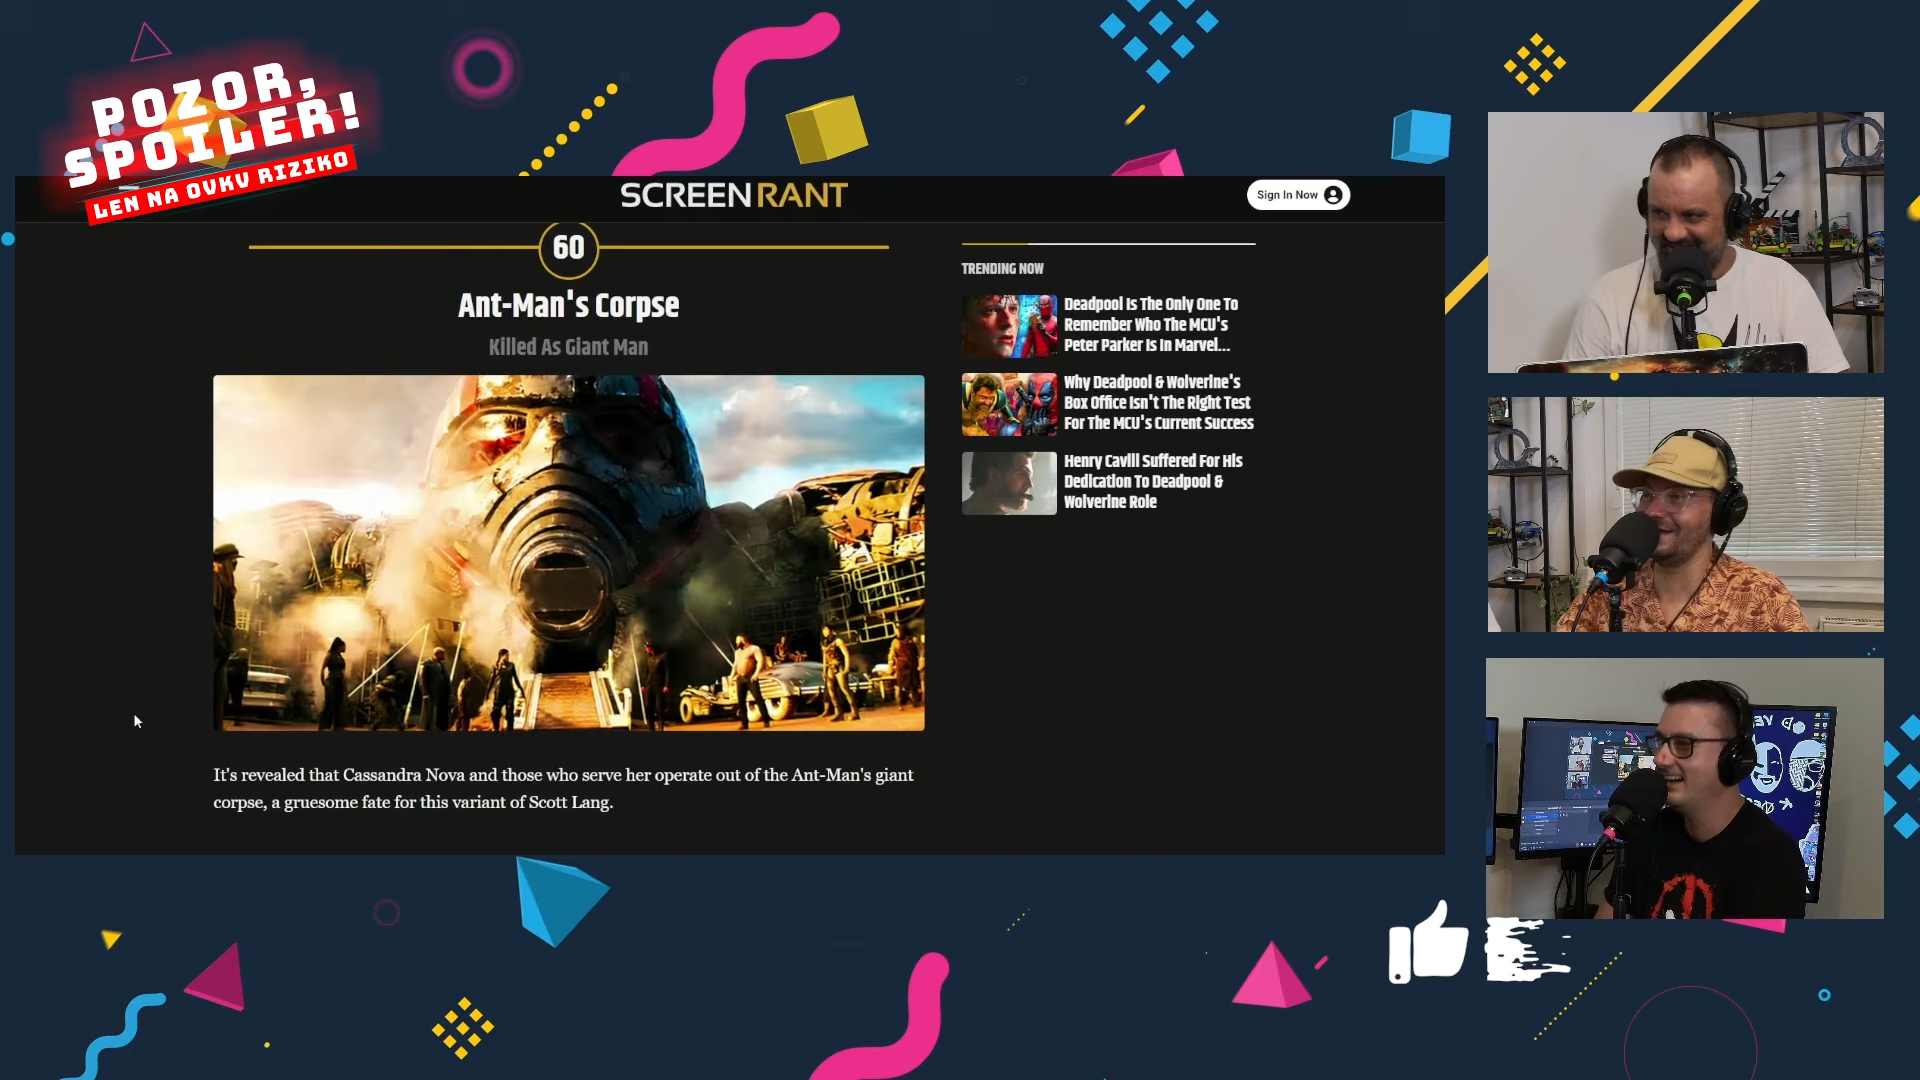 POZOR,
SPOILER!
LEN NA OVKV RIZIKO
SCREENRANT
Sign In Now
60
Ant-Man's Corpse
Killed As Giant Man
It's revealed that Cassandra Nova and those who serve her operate out of the Ant-Man's giant
corpse, a gruesome fate for this variant of Scott Lang.
TRENDING NOW
Deadpool Is The Only One To
Remember Who The MCU's
Peter Parker Is In Marvel...
Why Deadpool & Wolverine's
Box Office Isn't The Right Test
For The MCU's Current Success
Henry Cavill Suffered For His
Dedication To Deadpool &
Wolverine Role